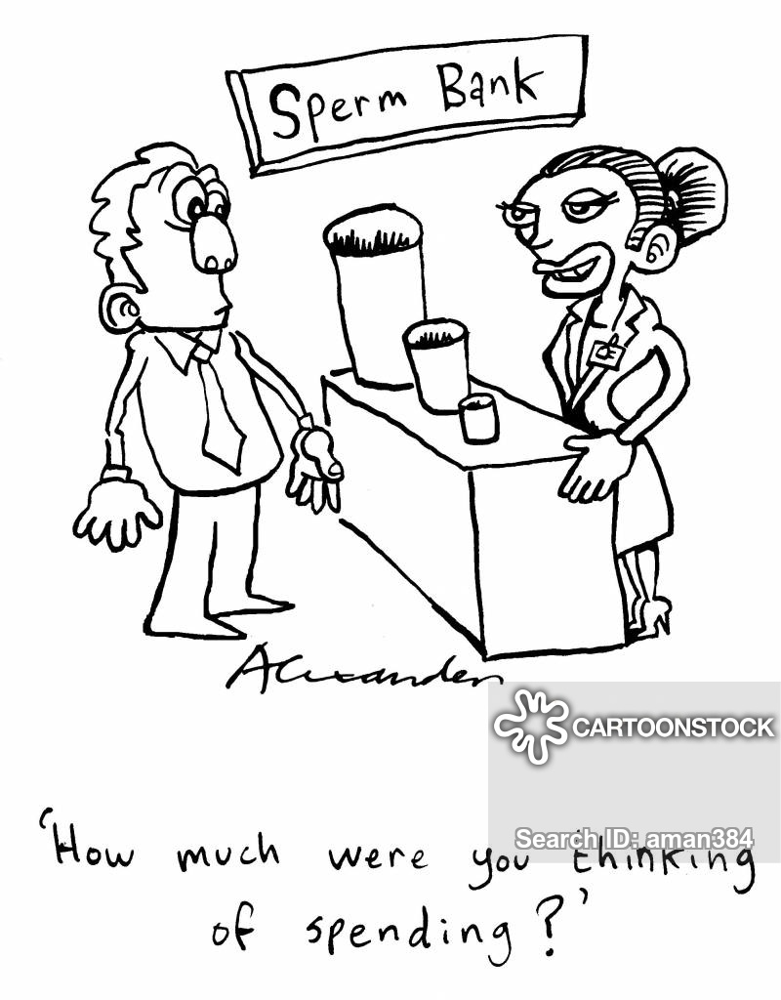 Sperm Bank
Alexander
CARTOONSTOCK
Search ID: aman384
'How much were you thinking
of spending?'